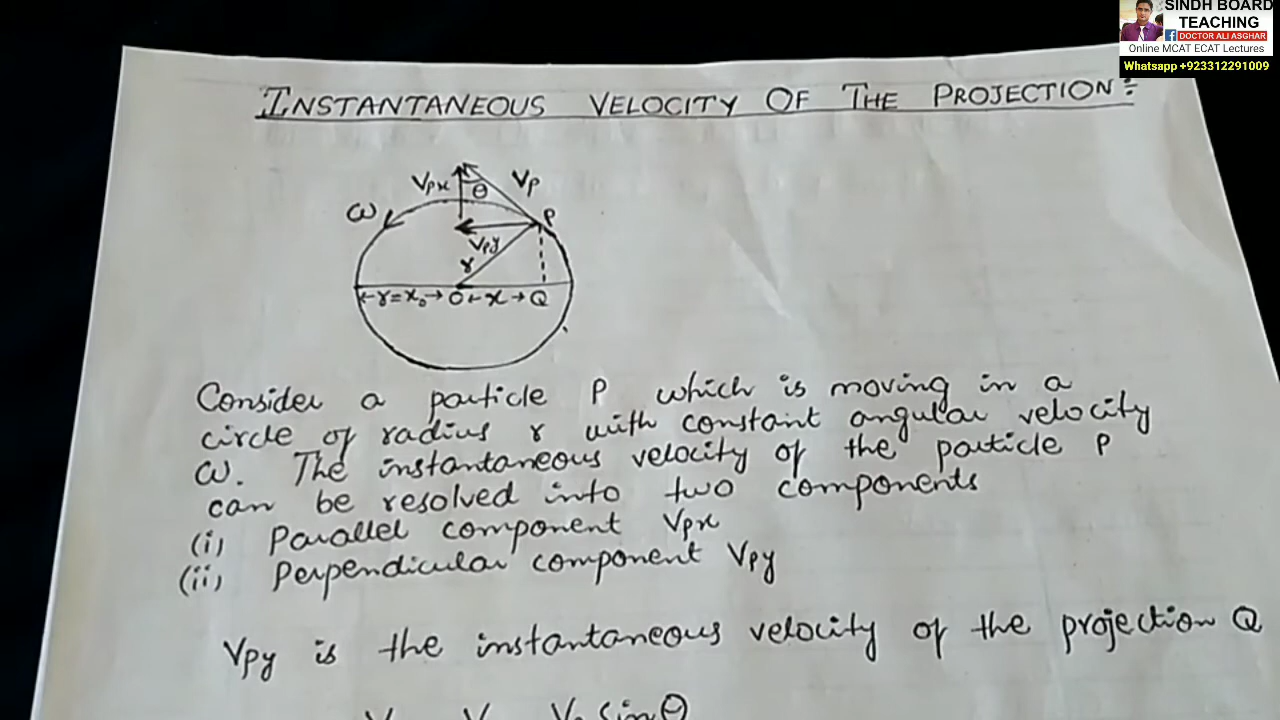 SINDH BOARD
TEACHING
f DOCTOR ALI ASGHAR
Online MCAT ECAT Lectures
Whatsapp +923312291009
INSTANTANEOUS VELOCITY OF THE PROJECTION:
Vpx θ Vp
ω P
Vpy
r
r=x₀ O x Q
Consider a particle P which is moving in a
circle of radius r with constant angular velocity
ω. The instantaneous velocity of the particle P
can be resolved into two components
(i) Parallel component Vpx
(ii) Perpendicular component Vpy
Vpy is the instantaneous velocity of the projection Q
Sinθ